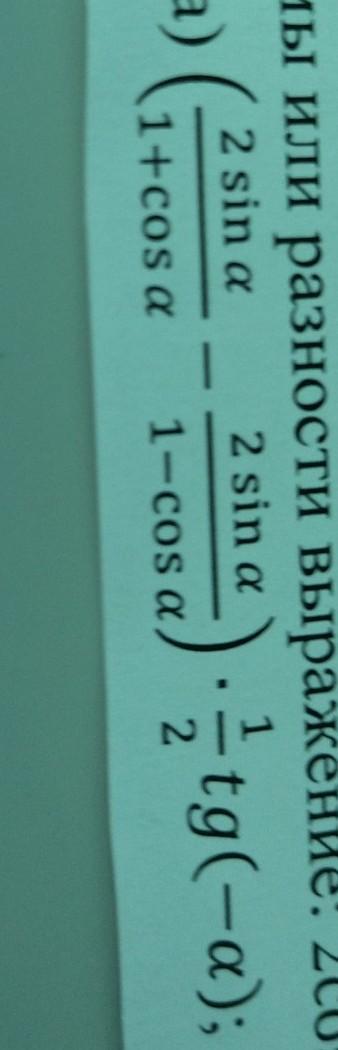 или разности выражение:
а) (2 sin α / 1+cos α − 2 sin α / 1−cos α) · 1/2 tg(−α);